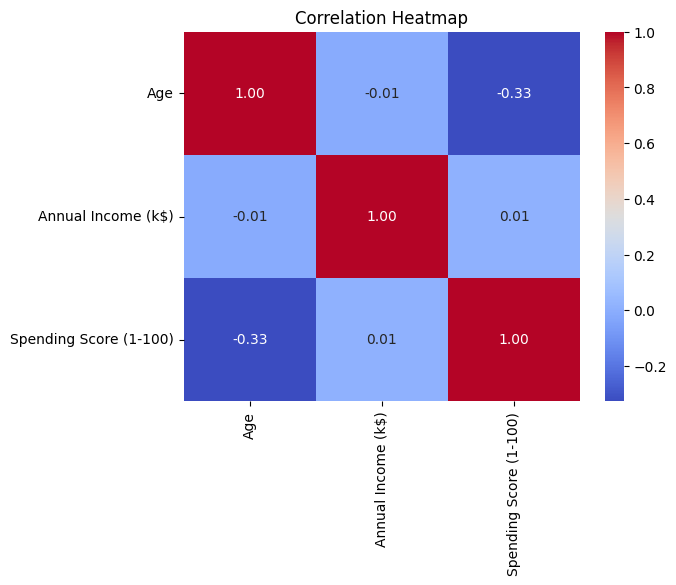 Correlation Heatmap
Age
1.00
-0.01
-0.33
Annual Income (k$)
-0.01
1.00
0.01
Spending Score (1-100)
-0.33
0.01
1.00
Age
Annual Income (k$)
Spending Score (1-100)
1.0
0.8
0.6
0.4
0.2
0.0
−0.2